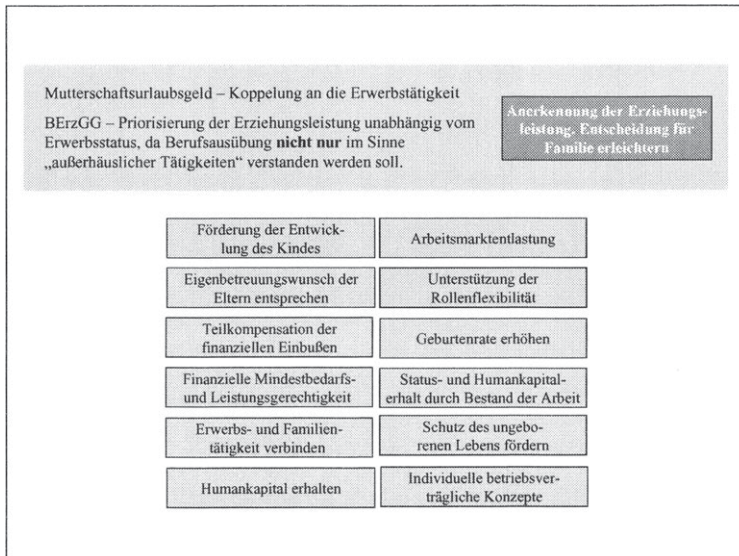 Mutterschaftsurlaubsgeld – Koppelung an die Erwerbstätigkeit
BErzGG – Priorisierung der Erziehungsleistung unabhängig vom
Erwerbsstatus, da Berufsausübung nicht nur im Sinne
„außerhäuslicher Tätigkeiten“ verstanden werden soll.
Anerkennung der Erziehungs-
leistung. Entscheidung für
Familie erleichtern
Förderung der Entwick-
lung des Kindes
Arbeitsmarktentlastung
Eigenbetreuungswunsch der
Eltern entsprechen
Unterstützung der
Rollenflexibilität
Teilkompensation der
finanziellen Einbußen
Geburtenrate erhöhen
Finanzielle Mindestbedarfs-
und Leistungsgerechtigkeit
Status- und Humankapital-
erhalt durch Bestand der Arbeit
Erwerbs- und Familien-
tätigkeit verbinden
Schutz des ungebo-
renen Lebens fördern
Humankapital erhalten
Individuelle betriebsver-
trägliche Konzepte